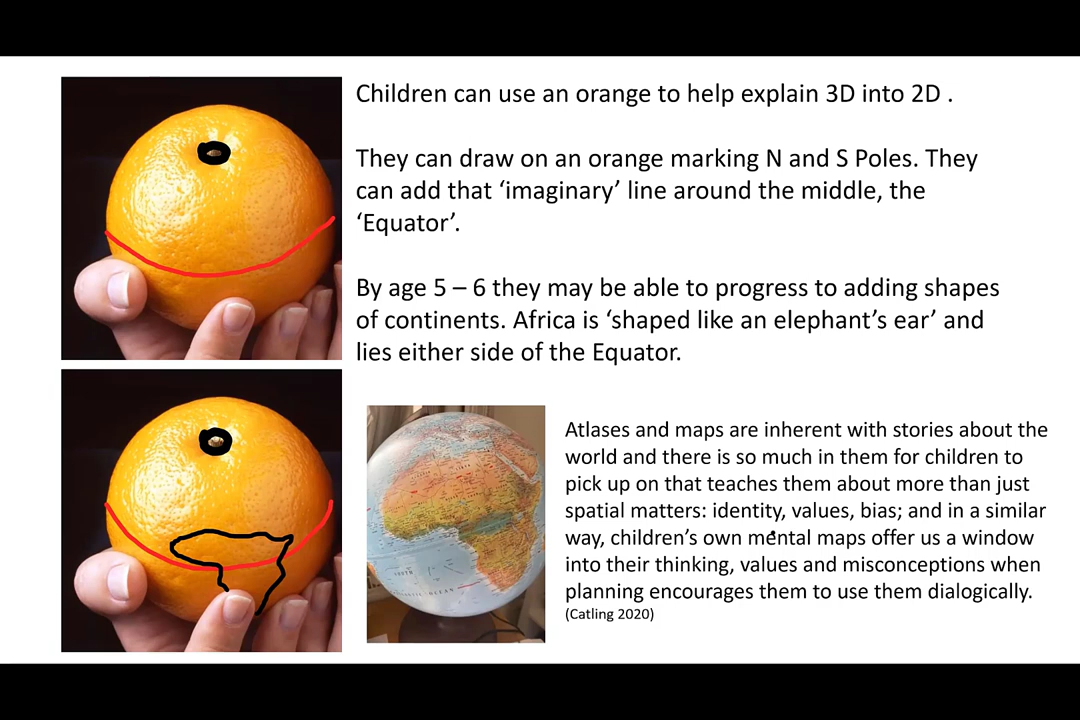 Children can use an orange to help explain 3D into 2D .
They can draw on an orange marking N and S Poles. They
can add that ‘imaginary’ line around the middle, the
‘Equator’.
By age 5 – 6 they may be able to progress to adding shapes
of continents. Africa is ‘shaped like an elephant’s ear’ and
lies either side of the Equator.
Atlases and maps are inherent with stories about the
world and there is so much in them for children to
pick up on that teaches them about more than just
spatial matters: identity, values, bias; and in a similar
way, children’s own mental maps offer us a window
into their thinking, values and misconceptions when
planning encourages them to use them dialogically.
(Catling 2020)